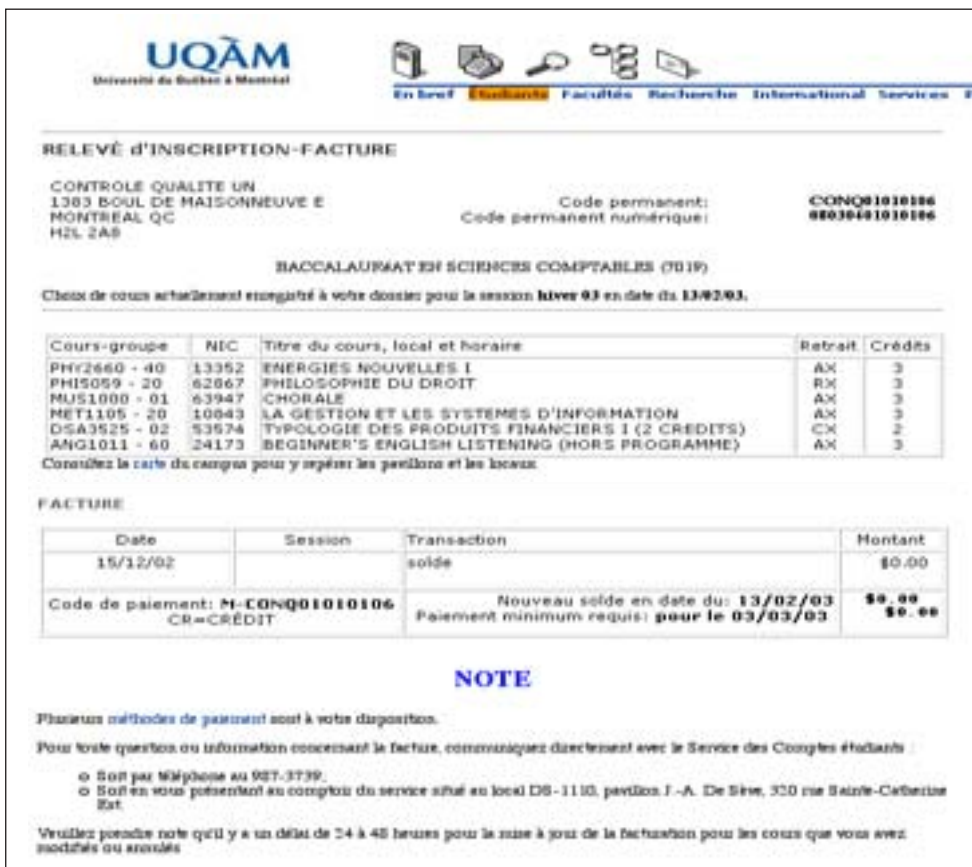 UQÀM
Université du Québec à Montréal
En bref Étudiants Facultés Recherche International Services
RELEVÉ d'INSCRIPTION-FACTURE
CONTROLE QUALITE UN
1383 BOUL DE MAISONNEUVE E
MONTREAL QC
H2L 2A8
Code permanent: CONQ01010106
Code permanent numérique:
BACCALAURÉAT EN SCIENCES COMPTABLES (7019)
Choix de cours actuellement enregistré à votre dossier pour la session hiver 03 en date du 13/02/03.
Cours-groupe NIC Titre du cours, local et horaire Retrait Crédits
PHY2660 - 40 13352 ENERGIES NOUVELLES I AX 3
PHI5059 - 20 62867 PHILOSOPHIE DU DROIT RX 3
MUS1000 - 01 63947 CHORALE AX 3
MET1105 - 20 10043 LA GESTION ET LES SYSTEMES D'INFORMATION AX 3
DSA3525 - 02 53574 TYPOLOGIE DES PRODUITS FINANCIERS I (2 CREDITS) CX 2
ANG1011 - 60 24173 BEGINNER'S ENGLISH LISTENING (HORS PROGRAMME) AX 3
Consultez la carte du campus pour y repérer les pavillons et les locaux
FACTURE
Date Session Transaction Montant
15/12/02 solde $0.00
Code de paiement: M-CONQ01010106 Nouveau solde en date du: 13/02/03 $0.00
CR=CRÉDIT Paiement minimum requis: pour le 03/03/03 $0.00
NOTE
Plusieurs méthodes de paiement sont à votre disposition.
Pour toute question ou information concernant la facture, communiquez directement avec le Service des Comptes étudiants :
o Soit par téléphone au 987-3739;
o Soit en vous présentant au comptoir du service situé au local DS-1110, pavillon J.-A. De Sève, 320 rue Sainte-Catherine
Est.
Veuillez prendre note qu'il y a un délai de 24 à 48 heures pour la mise à jour de la facturation pour les cours que vous avez
modifiés ou annulés